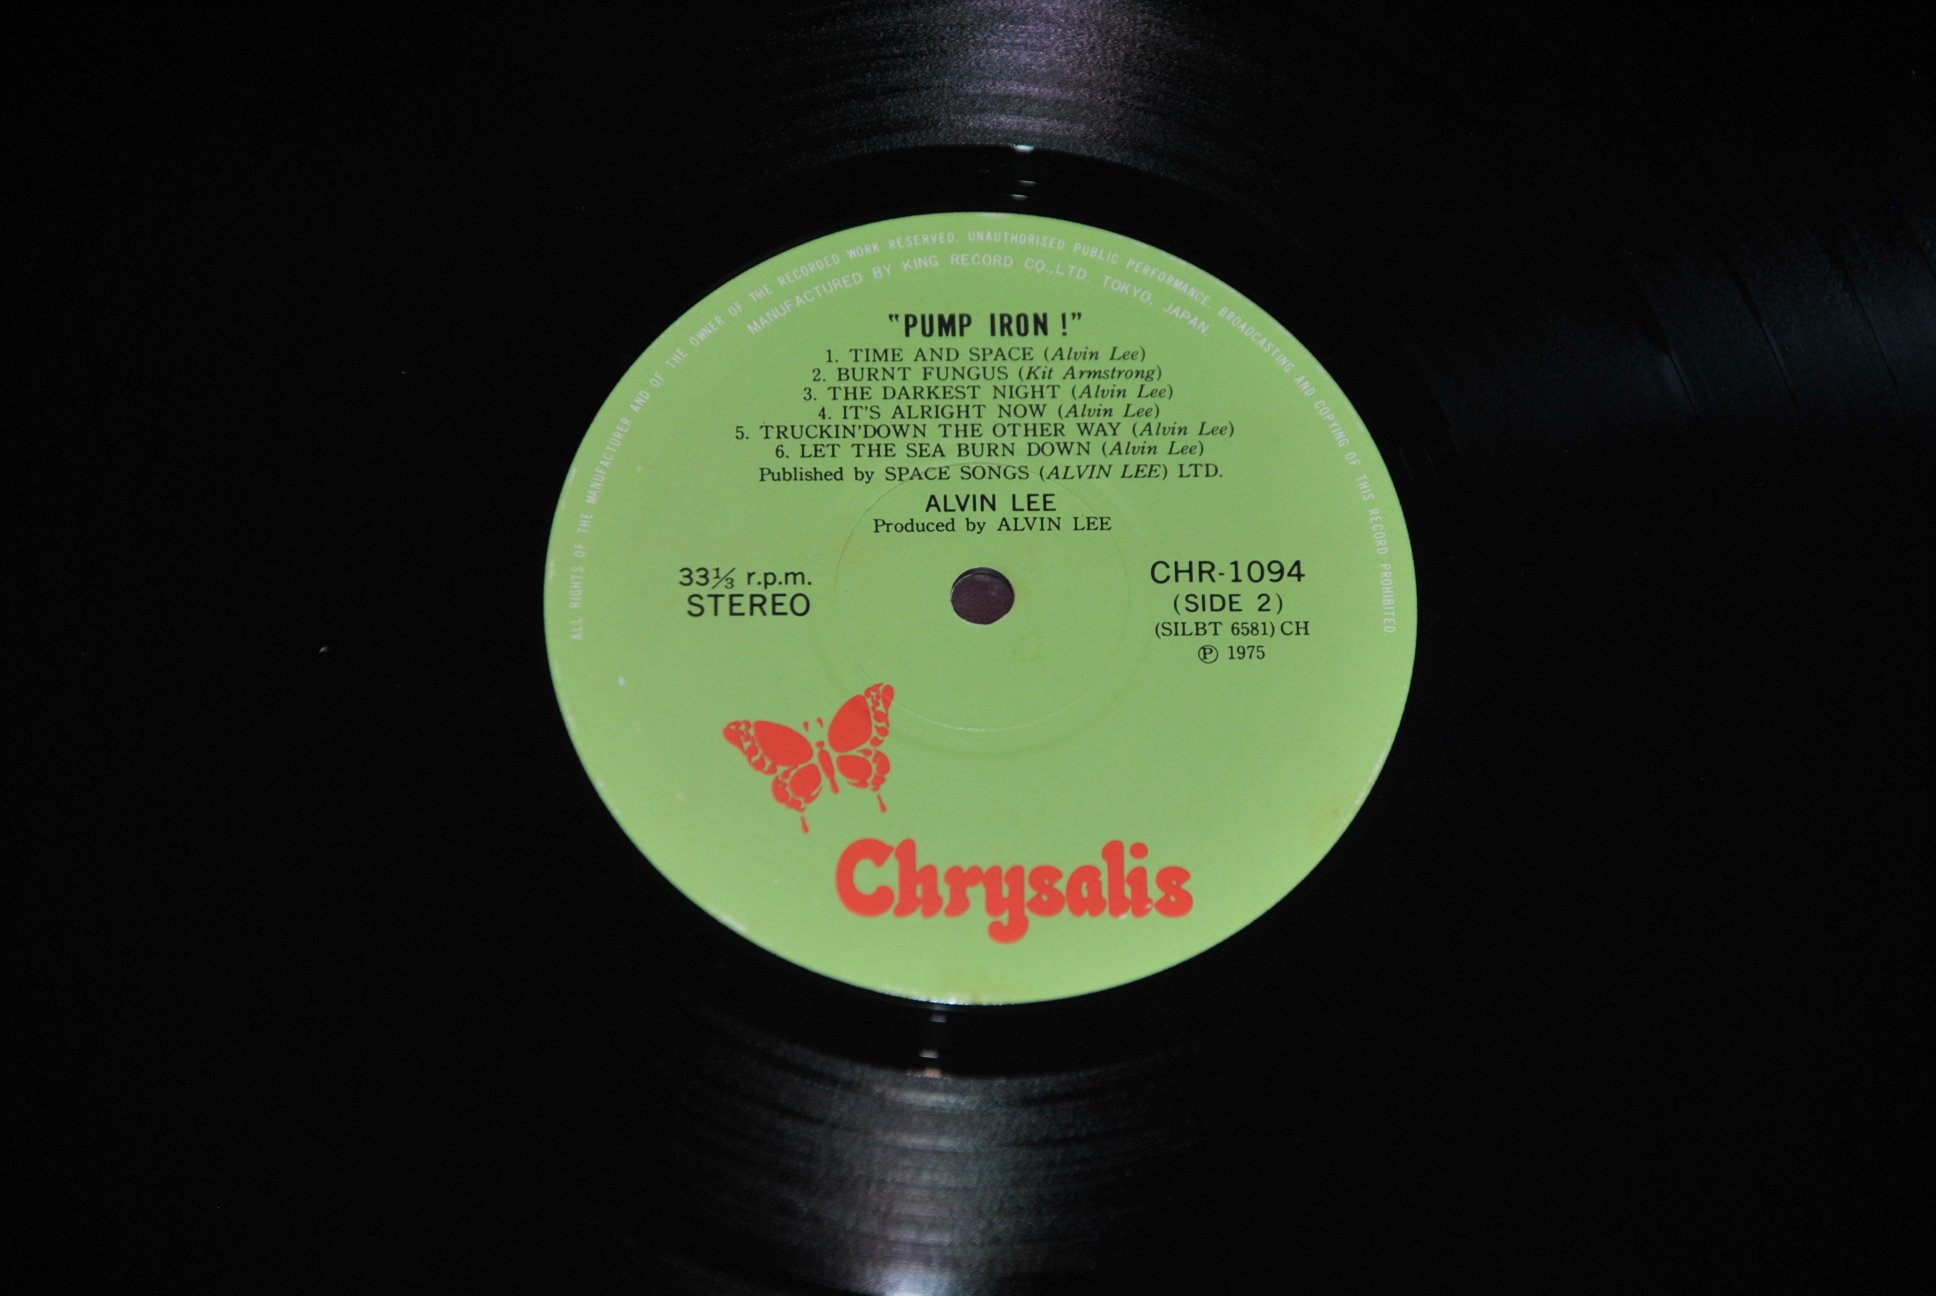 ALL RIGHTS OF THE MANUFACTURER AND OF THE OWNER OF THE RECORDED WORK RESERVED. UNAUTHORISED PUBLIC PERFORMANCE, BROADCASTING AND COPYING OF THIS RECORD PROHIBITED.
MANUFACTURED BY KING RECORD CO.,LTD. TOKYO, JAPAN.
"PUMP IRON!"
1. TIME AND SPACE (Alvin Lee)
2. BURNT FUNGUS (Kit Armstrong)
3. THE DARKEST NIGHT (Alvin Lee)
4. IT'S ALRIGHT NOW (Alvin Lee)
5. TRUCKIN'DOWN THE OTHER WAY (Alvin Lee)
6. LET THE SEA BURN DOWN (Alvin Lee)
Published by SPACE SONGS (ALVIN LEE) LTD.
ALVIN LEE
Produced by ALVIN LEE
33⅓ r.p.m.
STEREO
CHR-1094
(SIDE 2)
(SILBT 6581) CH
Ⓟ 1975
Chrysalis